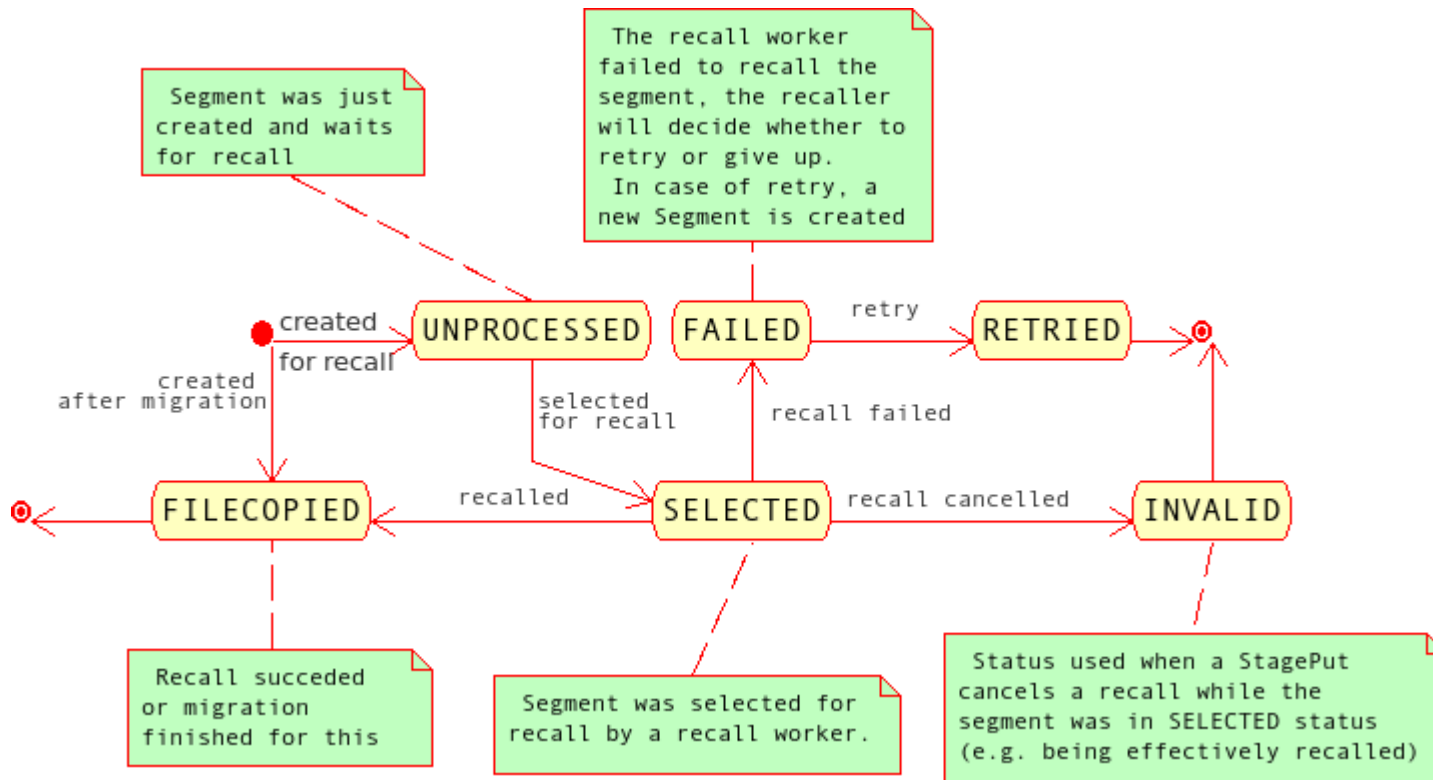 The recall worker
failed to recall the
segment, the recaller
will decide whether to
retry or give up.
In case of retry, a
new Segment is created
Segment was just
created and waits
for recall
created
for recall
UNPROCESSED
FAILED
retry
RETRIED
created
after migration
selected
for recall
recall failed
FILECOPIED
recalled
SELECTED
recall cancelled
INVALID
Recall succeded
or migration
finished for this
Segment was selected for
recall by a recall worker.
Status used when a StagePut
cancels a recall while the
segment was in SELECTED status
(e.g. being effectively recalled)